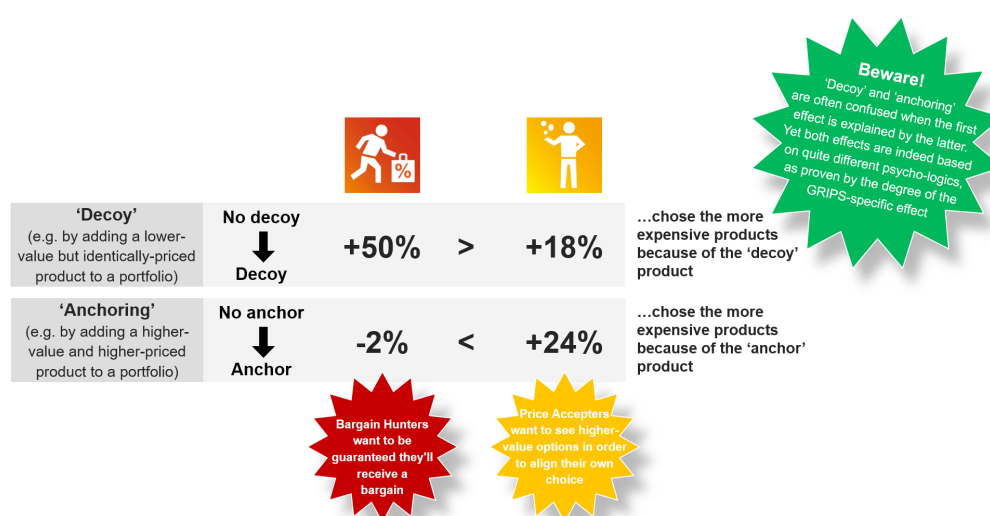 Beware!
‘Decoy’ and ‘anchoring’
are often confused when the first
effect is explained by the latter.
Yet both effects are indeed based
on quite different psycho-logics,
as proven by the degree of the
GRIPS-specific effect
%
‘Decoy’
(e.g. by adding a lower-
value but identically-priced
product to a portfolio)
No decoy
Decoy
+50%
>
+18%
…chose the more
expensive products
because of the ‘decoy’
product
‘Anchoring’
(e.g. by adding a higher-
value and higher-priced
product to a portfolio)
No anchor
Anchor
-2%
<
+24%
…chose the more
expensive products
because of the ‘anchor’
product
Bargain Hunters
want to be
guaranteed they'll
receive a
bargain
Price Accepters
want to see higher-
value options in order
to align their own
choice